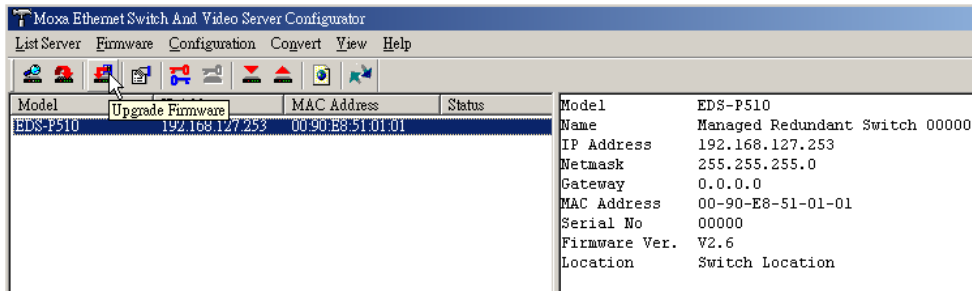 Moxa Ethernet Switch And Video Server Configurator
List Server Firmware Configuration Convert View Help
Model MAC Address Status
Upgrade Firmware
EDS-P510 192.168.127.253 00:90:E8:51:01:01
Model EDS-P510
Name Managed Redundant Switch 00000
IP Address 192.168.127.253
Netmask 255.255.255.0
Gateway 0.0.0.0
MAC Address 00-90-E8-51-01-01
Serial No 00000
Firmware Ver. V2.6
Location Switch Location